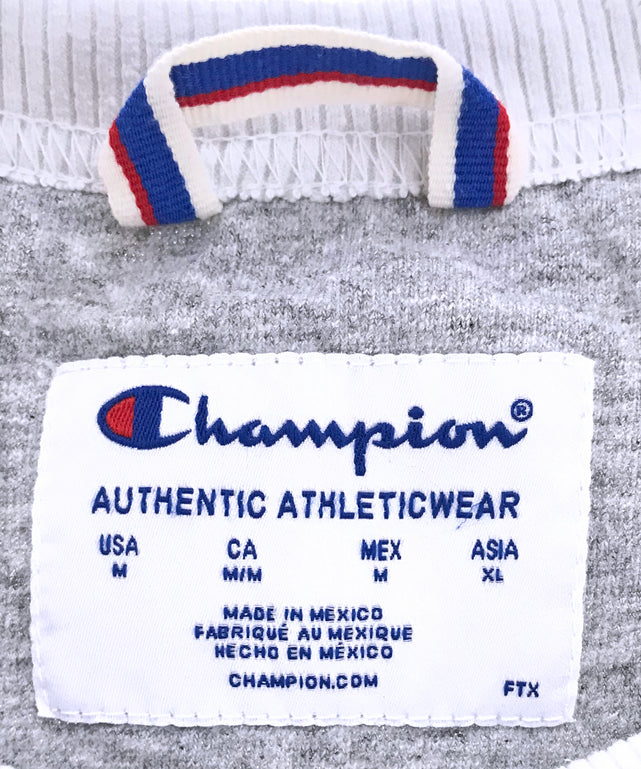 Champion®
AUTHENTIC ATHLETICWEAR
USA CA MEX ASIA
M M/M M XL
MADE IN MEXICO
FABRIQUÉ AU MEXIQUE
HECHO EN MÉXICO
CHAMPION.COM
FTX